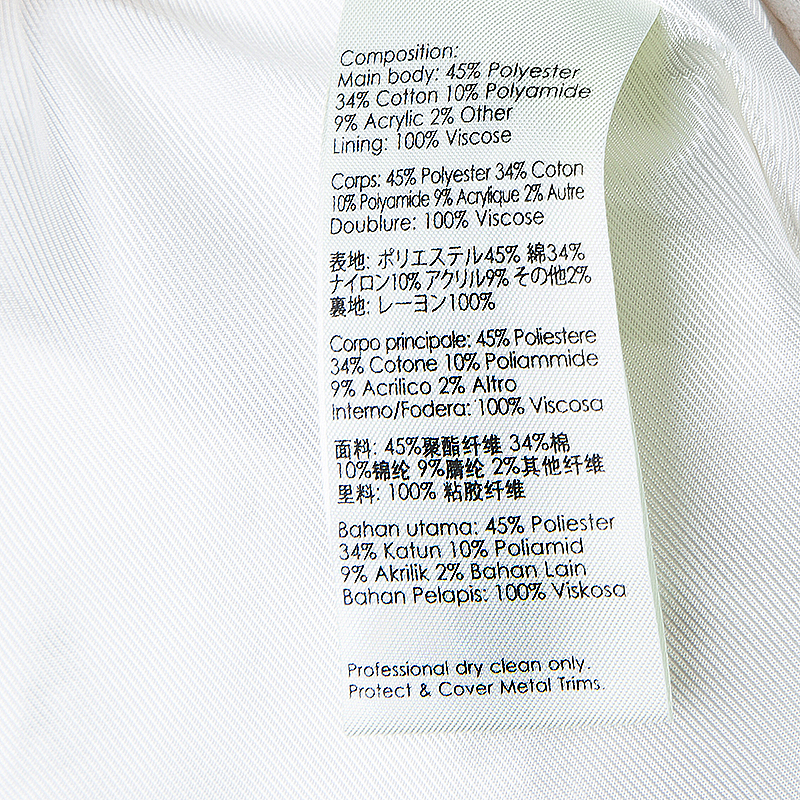 Composition:
Main body: 45% Polyester
34% Cotton 10% Polyamide
9% Acrylic 2% Other
Lining: 100% Viscose
Corps: 45% Polyester 34% Coton
10% Polyamide 9% Acrylique 2% Autre
Doublure: 100% Viscose
表地: ポリエステル45% 綿34%
ナイロン10% アクリル9% その他2%
裏地: レーヨン100%
Corpo principale: 45% Poliestere
34% Cotone 10% Poliammide
9% Acrilico 2% Altro
Interno/Fodera: 100% Viscosa
面料: 45%聚酯纤维 34%棉
10%锦纶 9%腈纶 2%其他纤维
里料: 100% 粘胶纤维
Bahan utama: 45% Poliester
34% Katun 10% Poliamid
9% Akrilik 2% Bahan Lain
Bahan Pelapis: 100% Viskosa
Professional dry clean only.
Protect & Cover Metal Trims.